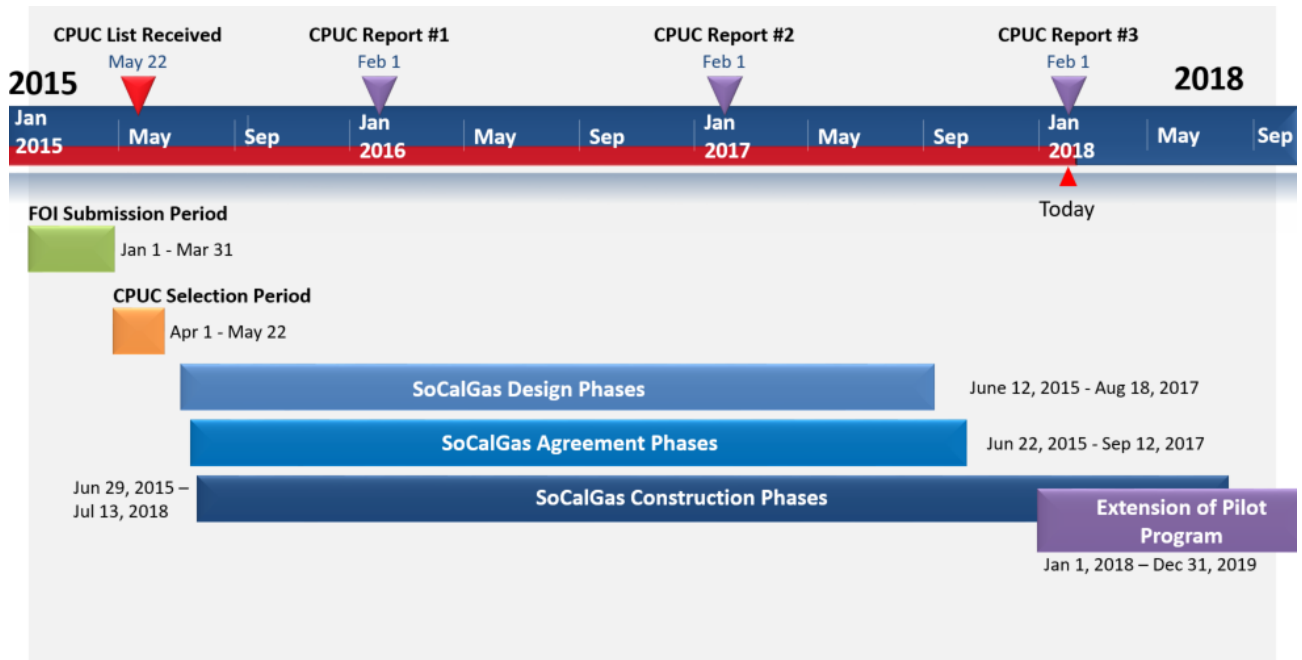 CPUC List Received
May 22
CPUC Report #1
Feb 1
CPUC Report #2
Feb 1
CPUC Report #3
Feb 1
2015
2018
Jan
2015
May
Sep
Jan
2016
May
Sep
Jan
2017
May
Sep
Jan
2018
May
Sep
Today
FOI Submission Period
Jan 1 - Mar 31
CPUC Selection Period
Apr 1 - May 22
SoCalGas Design Phases
June 12, 2015 - Aug 18, 2017
SoCalGas Agreement Phases
Jun 22, 2015 - Sep 12, 2017
Jun 29, 2015 –
Jul 13, 2018
SoCalGas Construction Phases
Extension of Pilot
Program
Jan 1, 2018 – Dec 31, 2019